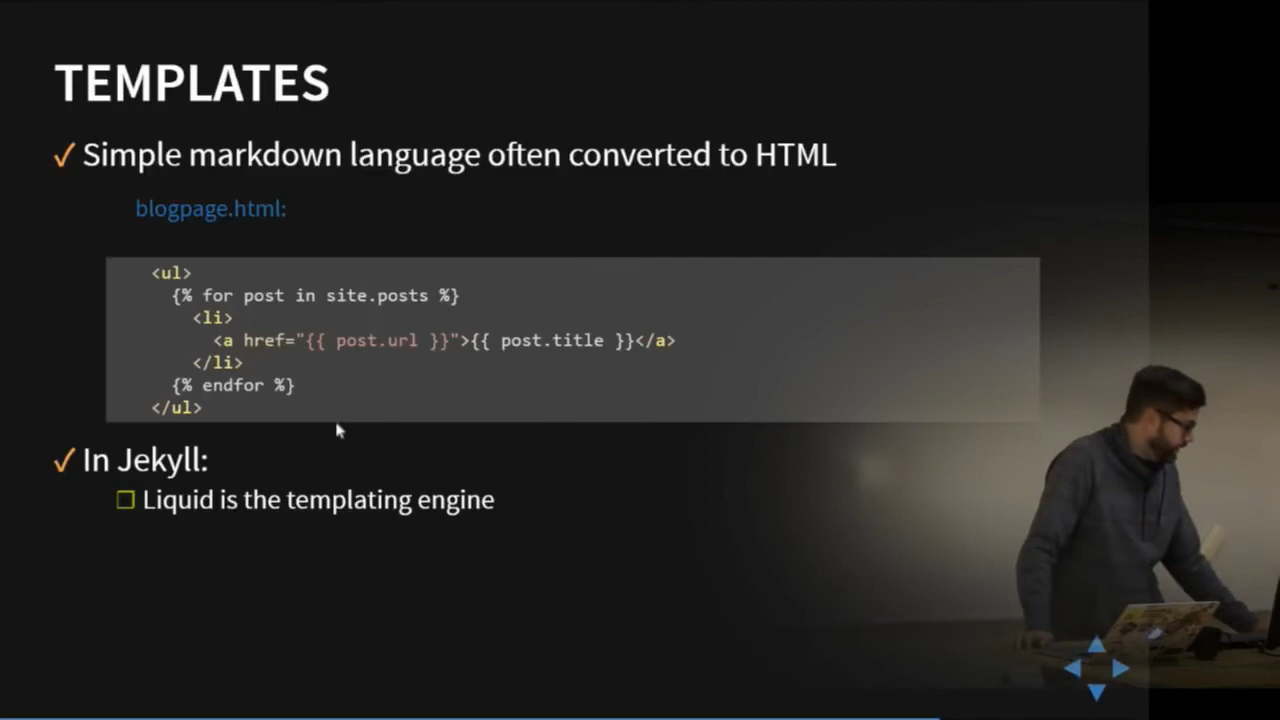 TEMPLATES
✓ Simple markdown language often converted to HTML
blogpage.html:
<ul>
{% for post in site.posts %}
<li>
<a href="{{ post.url }}">{{ post.title }}</a>
</li>
{% endfor %}
</ul>
✓ In Jekyll:
❒ Liquid is the templating engine